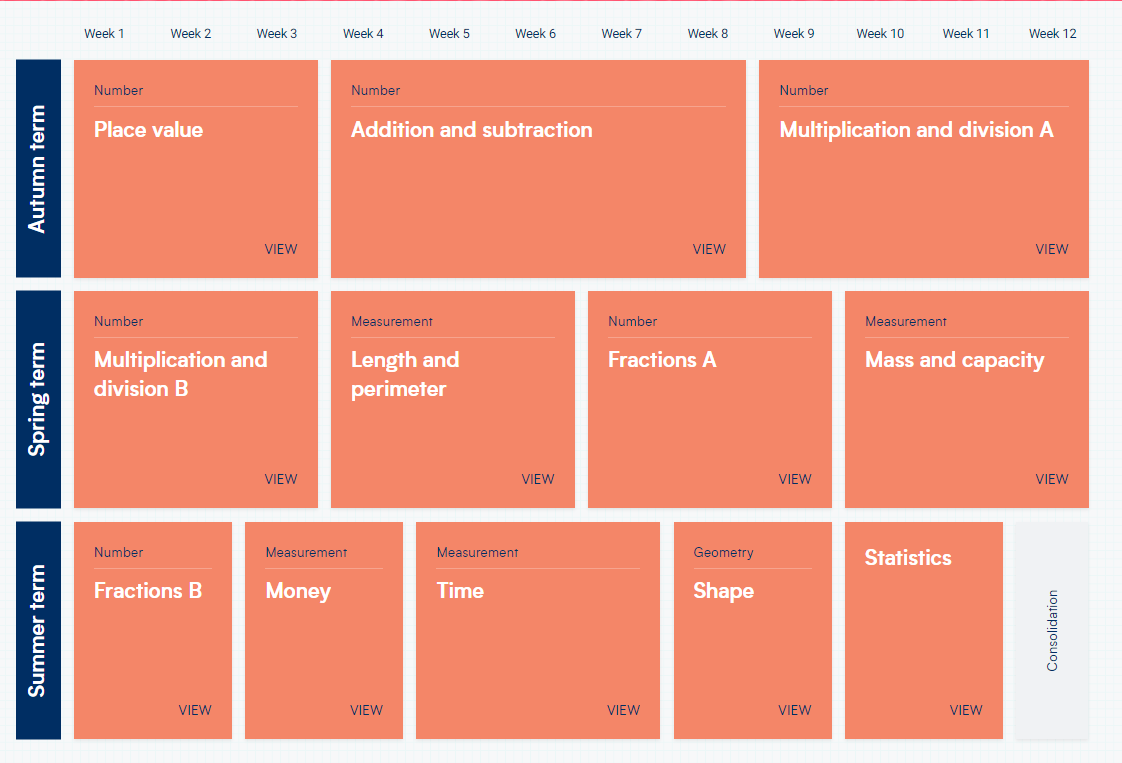 Week 1 Week 2 Week 3 Week 4 Week 5 Week 6 Week 7 Week 8 Week 9 Week 10 Week 11 Week 12
Autumn term
Number
Place value
VIEW
Number
Addition and subtraction
VIEW
Number
Multiplication and division A
VIEW
Spring term
Number
Multiplication and
division B
VIEW
Measurement
Length and
perimeter
VIEW
Number
Fractions A
VIEW
Measurement
Mass and capacity
VIEW
Summer term
Number
Fractions B
VIEW
Measurement
Money
VIEW
Measurement
Time
VIEW
Geometry
Shape
VIEW
Statistics
VIEW
Consolidation